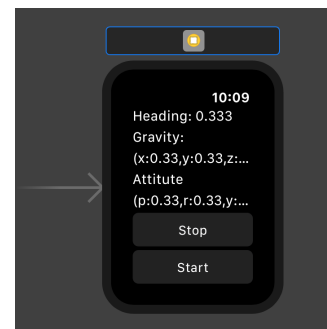 10:09
Heading: 0.333
Gravity:
(x:0.33,y:0.33,z:...
Attitute
(p:0.33,r:0.33,y:...
Stop
Start